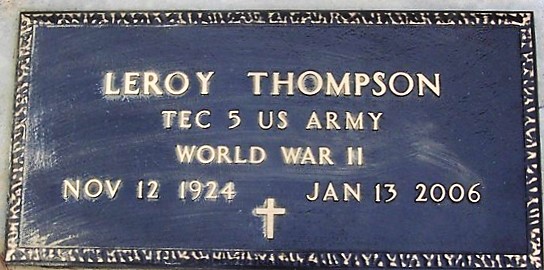 LEROY THOMPSON
TEC 5 US ARMY
WORLD WAR II
NOV 12 1924 JAN 13 2006